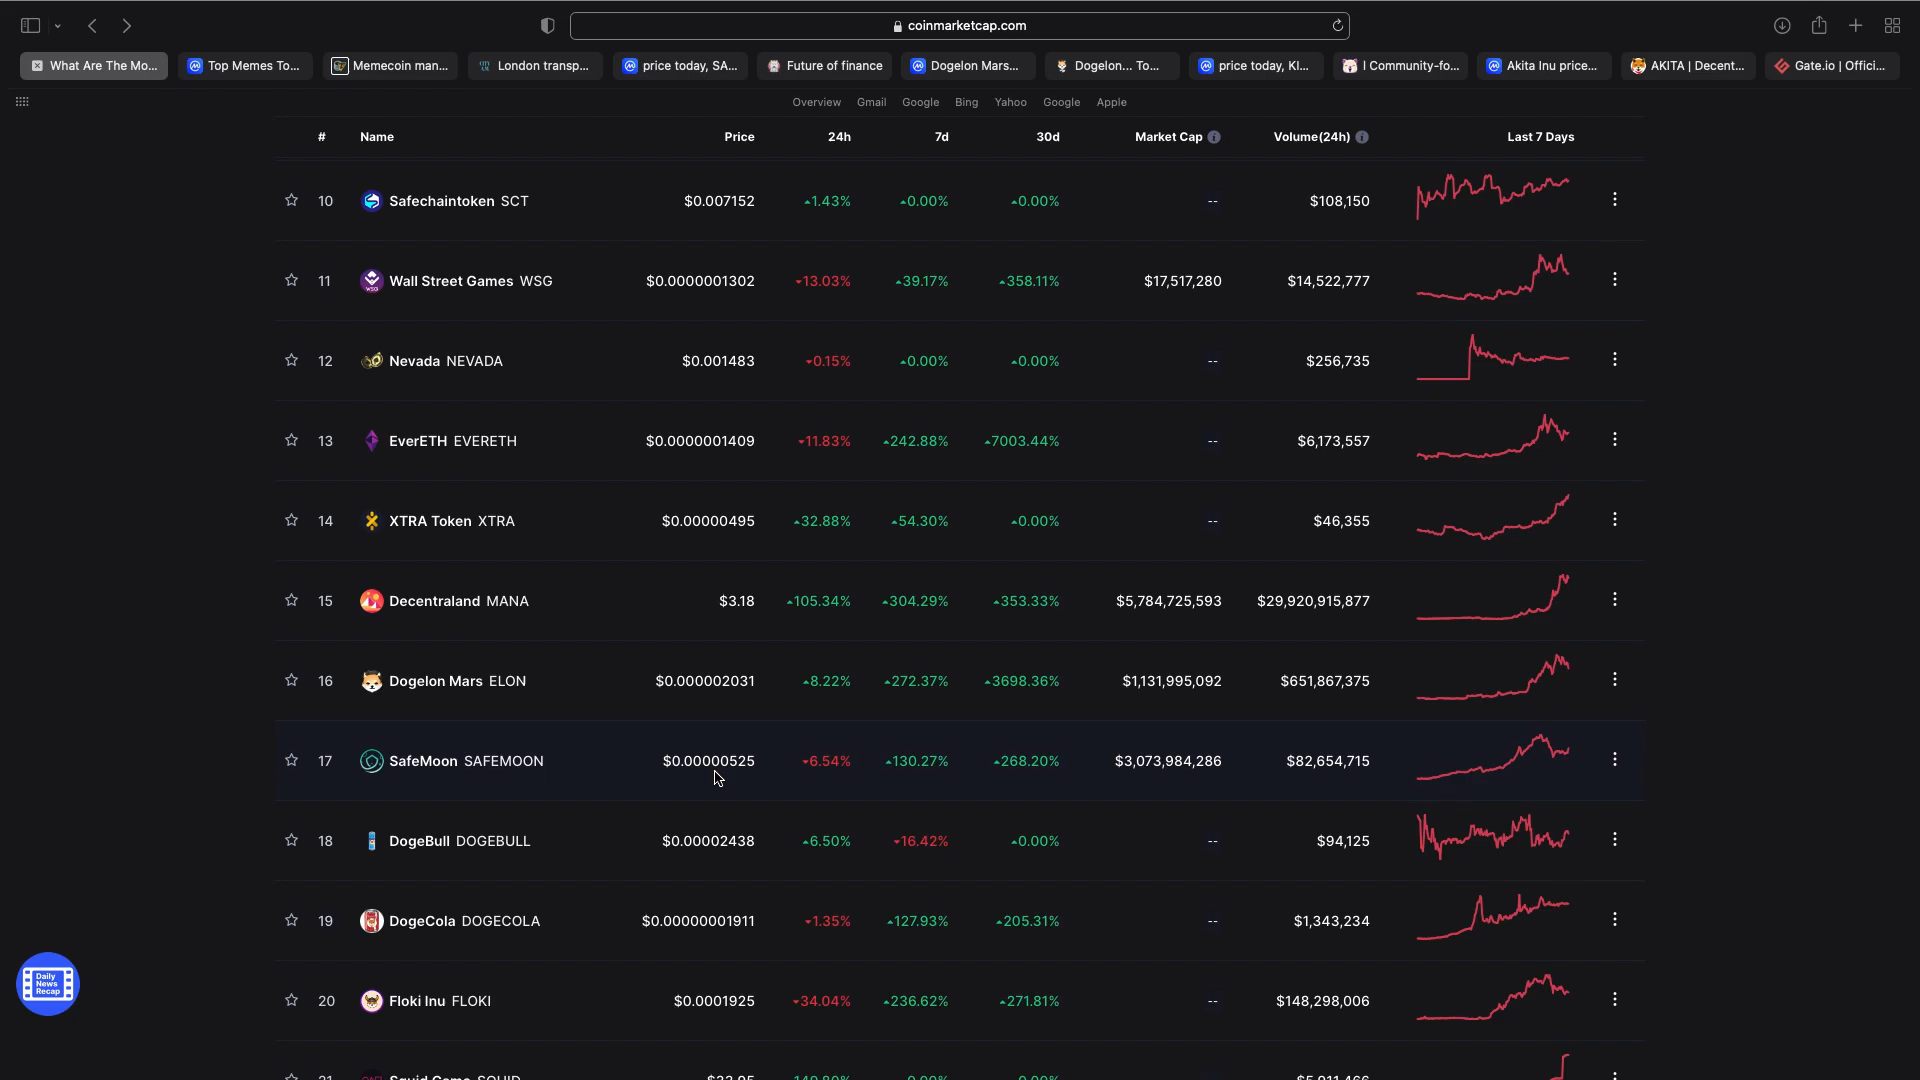 coinmarketcap.com
What Are The Mo... Top Memes To... Memecoin man... London transp... price today, SA... Future of finance Dogelon Mars... Dogelon... To... price today, KI... I Community-fo... Akita Inu price... AKITA | Decent... Gate.io | Offici...
Overview Gmail Google Bing Yahoo Google Apple
# Name Price 24h 7d 30d Market Cap Volume(24h) Last 7 Days
10 Safechaintoken SCT $0.007152 1.43% 0.00% 0.00% -- $108,150
11 Wall Street Games WSG $0.0000001302 13.03% 39.17% 358.11% $17,517,280 $14,522,777
12 Nevada NEVADA $0.001483 0.15% 0.00% 0.00% -- $256,735
13 EverETH EVERETH $0.0000001409 11.83% 242.88% 7003.44% -- $6,173,557
14 XTRA Token XTRA $0.00000495 32.88% 54.30% 0.00% -- $46,355
15 Decentraland MANA $3.18 105.34% 304.29% 353.33% $5,784,725,593 $29,920,915,877
16 Dogelon Mars ELON $0.000002031 8.22% 272.37% 3698.36% $1,131,995,092 $651,867,375
17 SafeMoon SAFEMOON $0.00000525 6.54% 130.27% 268.20% $3,073,984,286 $82,654,715
18 DogeBull DOGEBULL $0.00002438 6.50% 16.42% 0.00% -- $94,125
19 DogeCola DOGECOLA $0.00000001911 1.35% 127.93% 205.31% -- $1,343,234
Daily
News
Recap
20 Floki Inu FLOKI $0.0001925 34.04% 236.62% 271.81% -- $148,298,006